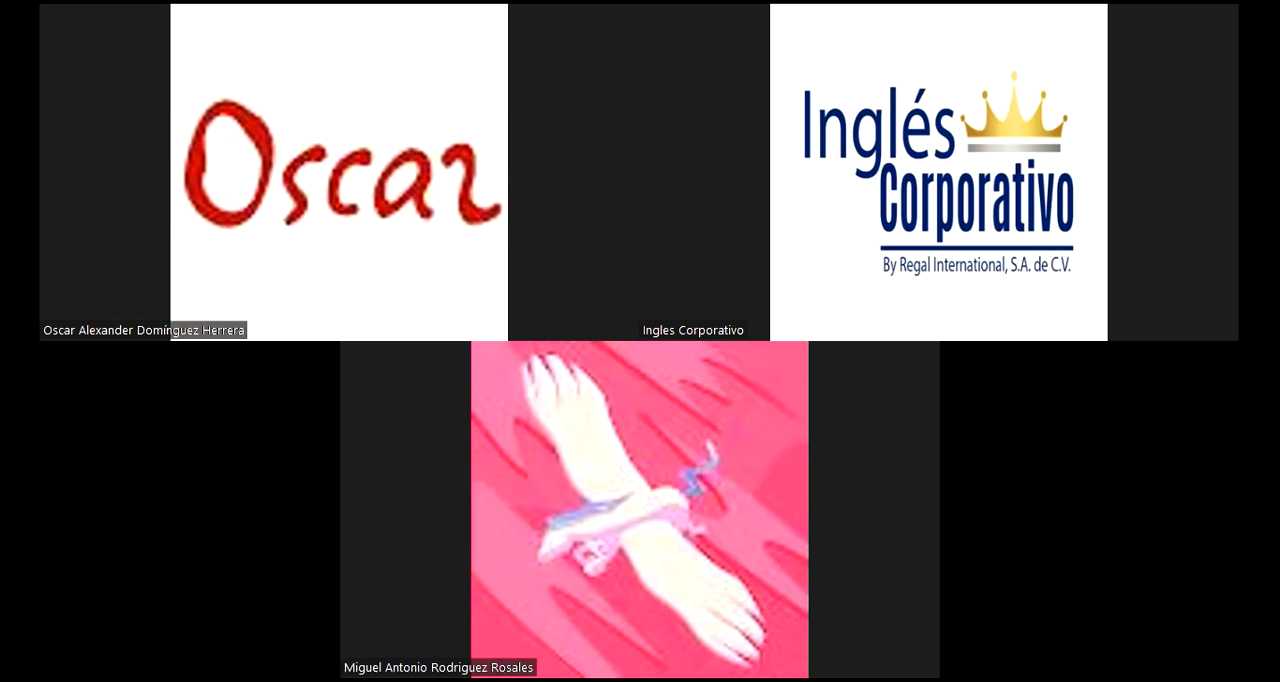 Oscar
Inglés
Corporativo
By Regal International, S.A. de C.V.
Oscar Alexander Domínguez Herrera
Ingles Corporativo
Miguel Antonio Rodriguez Rosales